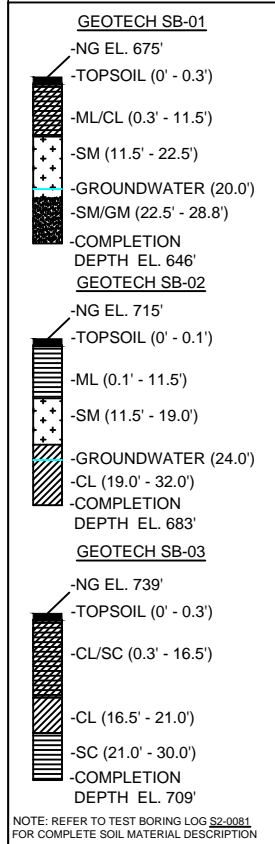 GEOTECH SB-01
-NG EL. 675'
-TOPSOIL (0' - 0.3')
-ML/CL (0.3' - 11.5')
-SM (11.5' - 22.5')
-GROUNDWATER (20.0')
-SM/GM (22.5' - 28.8')
-COMPLETION
DEPTH EL. 646'
GEOTECH SB-02
-NG EL. 715'
-TOPSOIL (0' - 0.1')
-ML (0.1' - 11.5')
-SM (11.5' - 19.0')
-GROUNDWATER (24.0')
-CL (19.0' - 32.0')
-COMPLETION
DEPTH EL. 683'
GEOTECH SB-03
-NG EL. 739'
-TOPSOIL (0' - 0.3')
-CL/SC (0.3' - 16.5')
-CL (16.5' - 21.0')
-SC (21.0' - 30.0')
-COMPLETION
DEPTH EL. 709'
NOTE: REFER TO TEST BORING LOG S2-0081
FOR COMPLETE SOIL MATERIAL DESCRIPTION